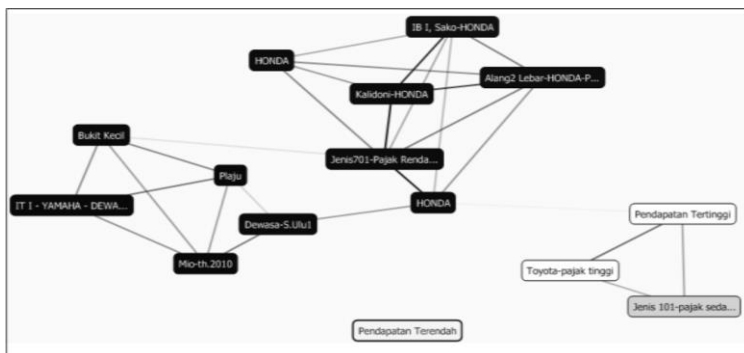 IB I, Sako-HONDA
HONDA
Alang2 Lebar-HONDA-P...
Kalidoni-HONDA
Bukit Kecil
Jenis701-Pajak Renda...
Plaju
IT I - YAMAHA - DEWA...
HONDA
Pendapatan Tertinggi
Dewasa-S.Ulu1
Mio-th.2010
Toyota-pajak tinggi
Jenis 101-pajak seda...
Pendapatan Terendah